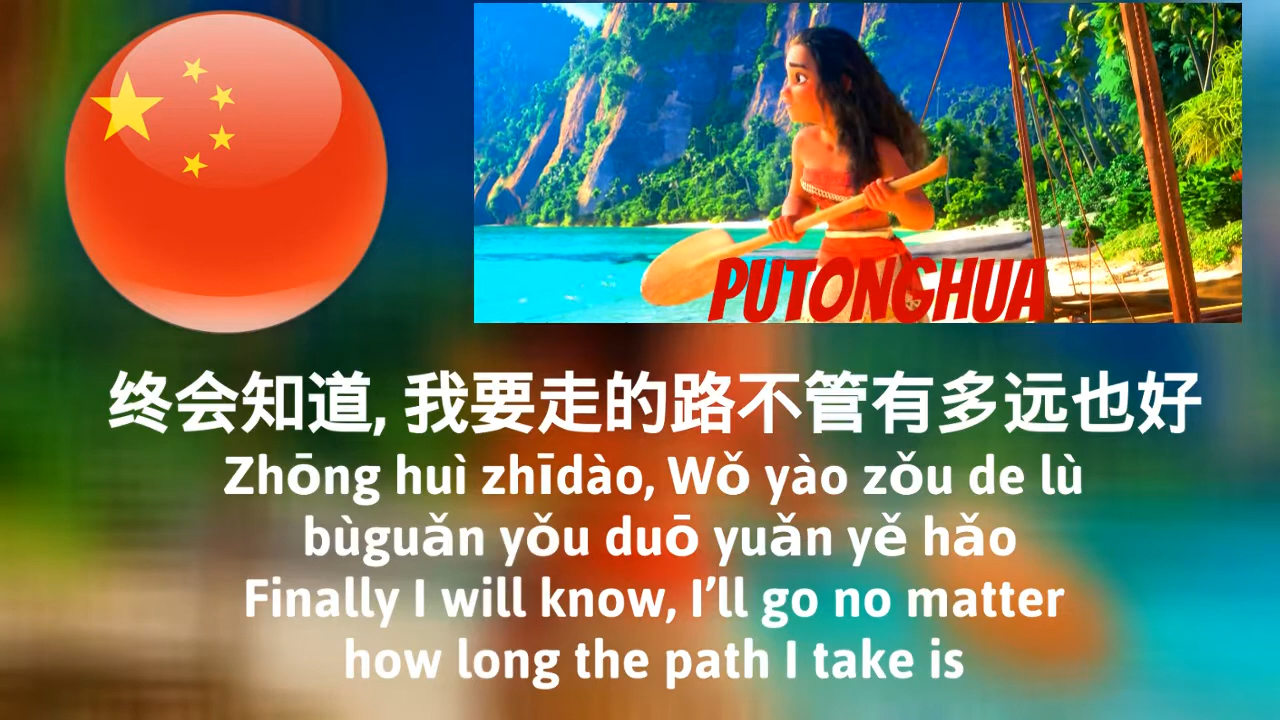 PUTONGHUA
终会知道, 我要走的路不管有多远也好
Zhōng huì zhīdào, Wǒ yào zǒu de lù
bùguǎn yǒu duō yuǎn yě hǎo
Finally I will know, I’ll go no matter
how long the path I take is